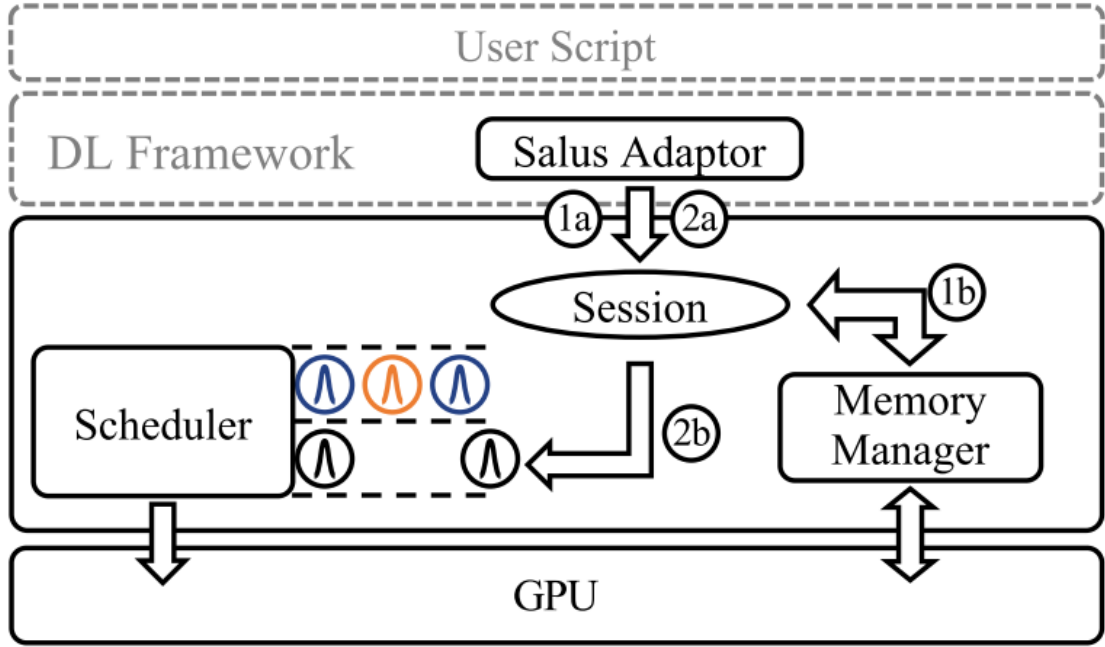 User Script
DL Framework
Salus Adaptor
1a
2a
Session
1b
Scheduler
Memory
Manager
2b
GPU